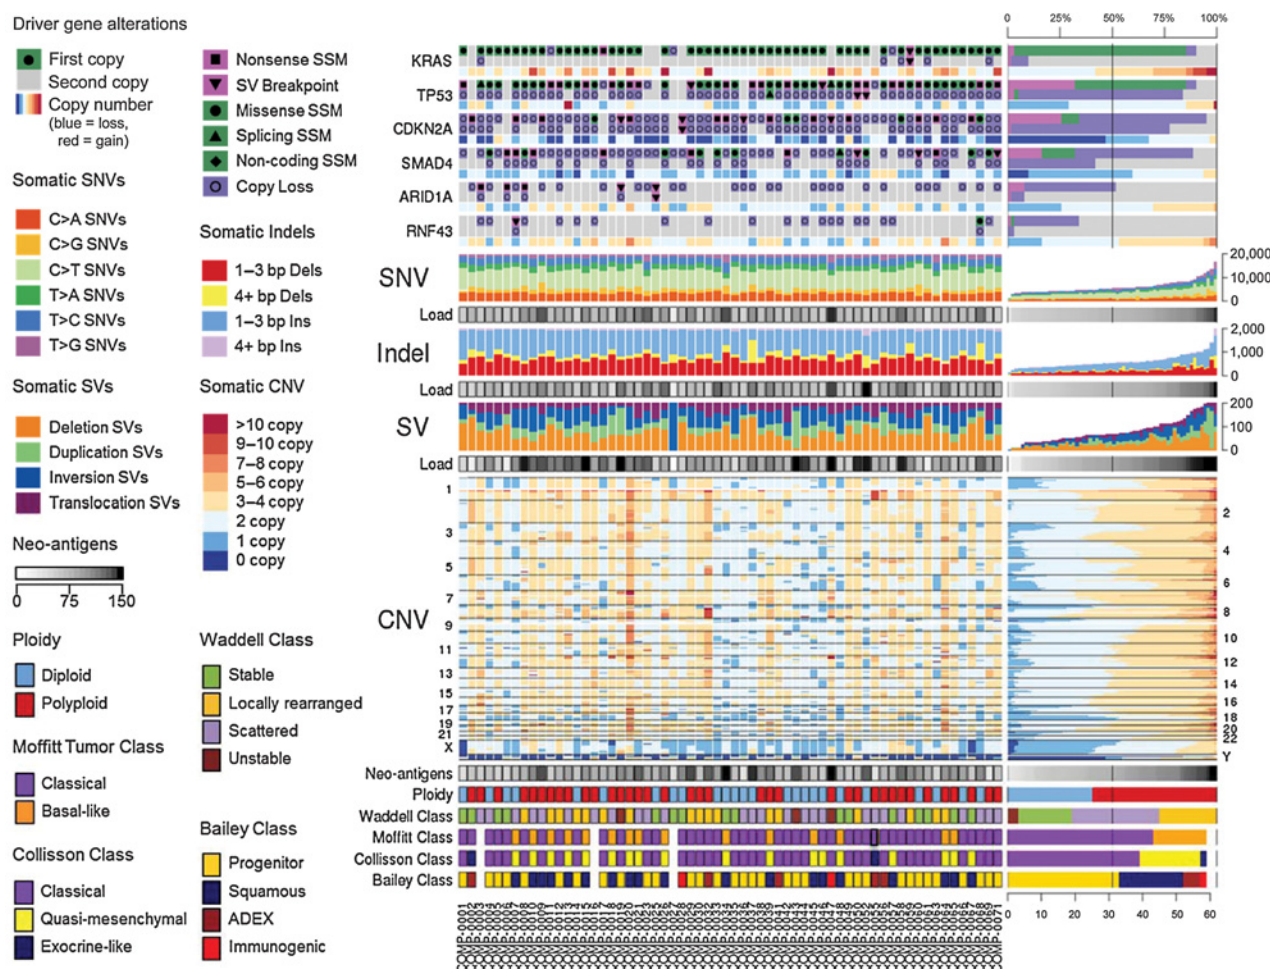 Driver gene alterations
First copy
Second copy
Copy number
(blue = loss,
red = gain)
Nonsense SSM
SV Breakpoint
Missense SSM
Splicing SSM
Non-coding SSM
Copy Loss
Somatic SNVs
C>A SNVs
C>G SNVs
C>T SNVs
T>A SNVs
T>C SNVs
T>G SNVs
Somatic Indels
1–3 bp Dels
4+ bp Dels
1–3 bp Ins
4+ bp Ins
Somatic SVs
Deletion SVs
Duplication SVs
Inversion SVs
Translocation SVs
Somatic CNV
>10 copy
9–10 copy
7–8 copy
5–6 copy
3–4 copy
2 copy
1 copy
0 copy
Neo-antigens
0 75 150
Ploidy
Diploid
Polyploid
Waddell Class
Stable
Locally rearranged
Scattered
Unstable
Moffitt Tumor Class
Classical
Basal-like
Collisson Class
Classical
Quasi-mesenchymal
Exocrine-like
Bailey Class
Progenitor
Squamous
ADEX
Immunogenic
0 25% 50% 75% 100%
KRAS
TP53
CDKN2A
SMAD4
ARID1A
RNF43
SNV
20,000
10,000
0
Load
Indel
2,000
1,000
0
Load
SV
200
100
0
Load
CNV
1
2
3
4
5
6
7
8
9
10
11
12
13
14
15
16
17
18
19
20
21
22
X
Y
Neo-antigens
Ploidy
Waddell Class
Moffitt Class
Collisson Class
Bailey Class
0 10 20 30 40 50 60